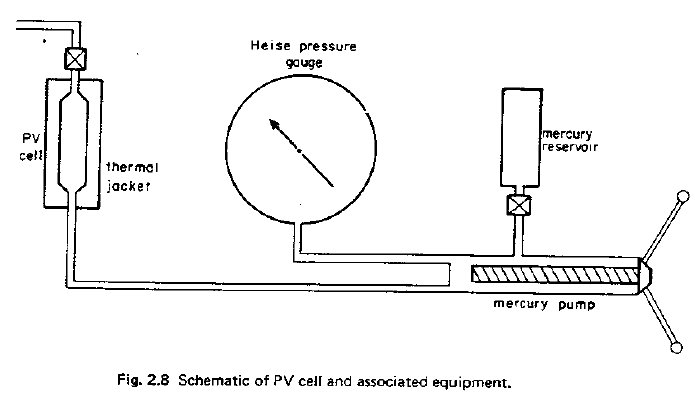 Heise pressure
gauge
PV
cell
thermal
jacket
mercury
reservoir
mercury pump
Fig. 2.8 Schematic of PV cell and associated equipment.